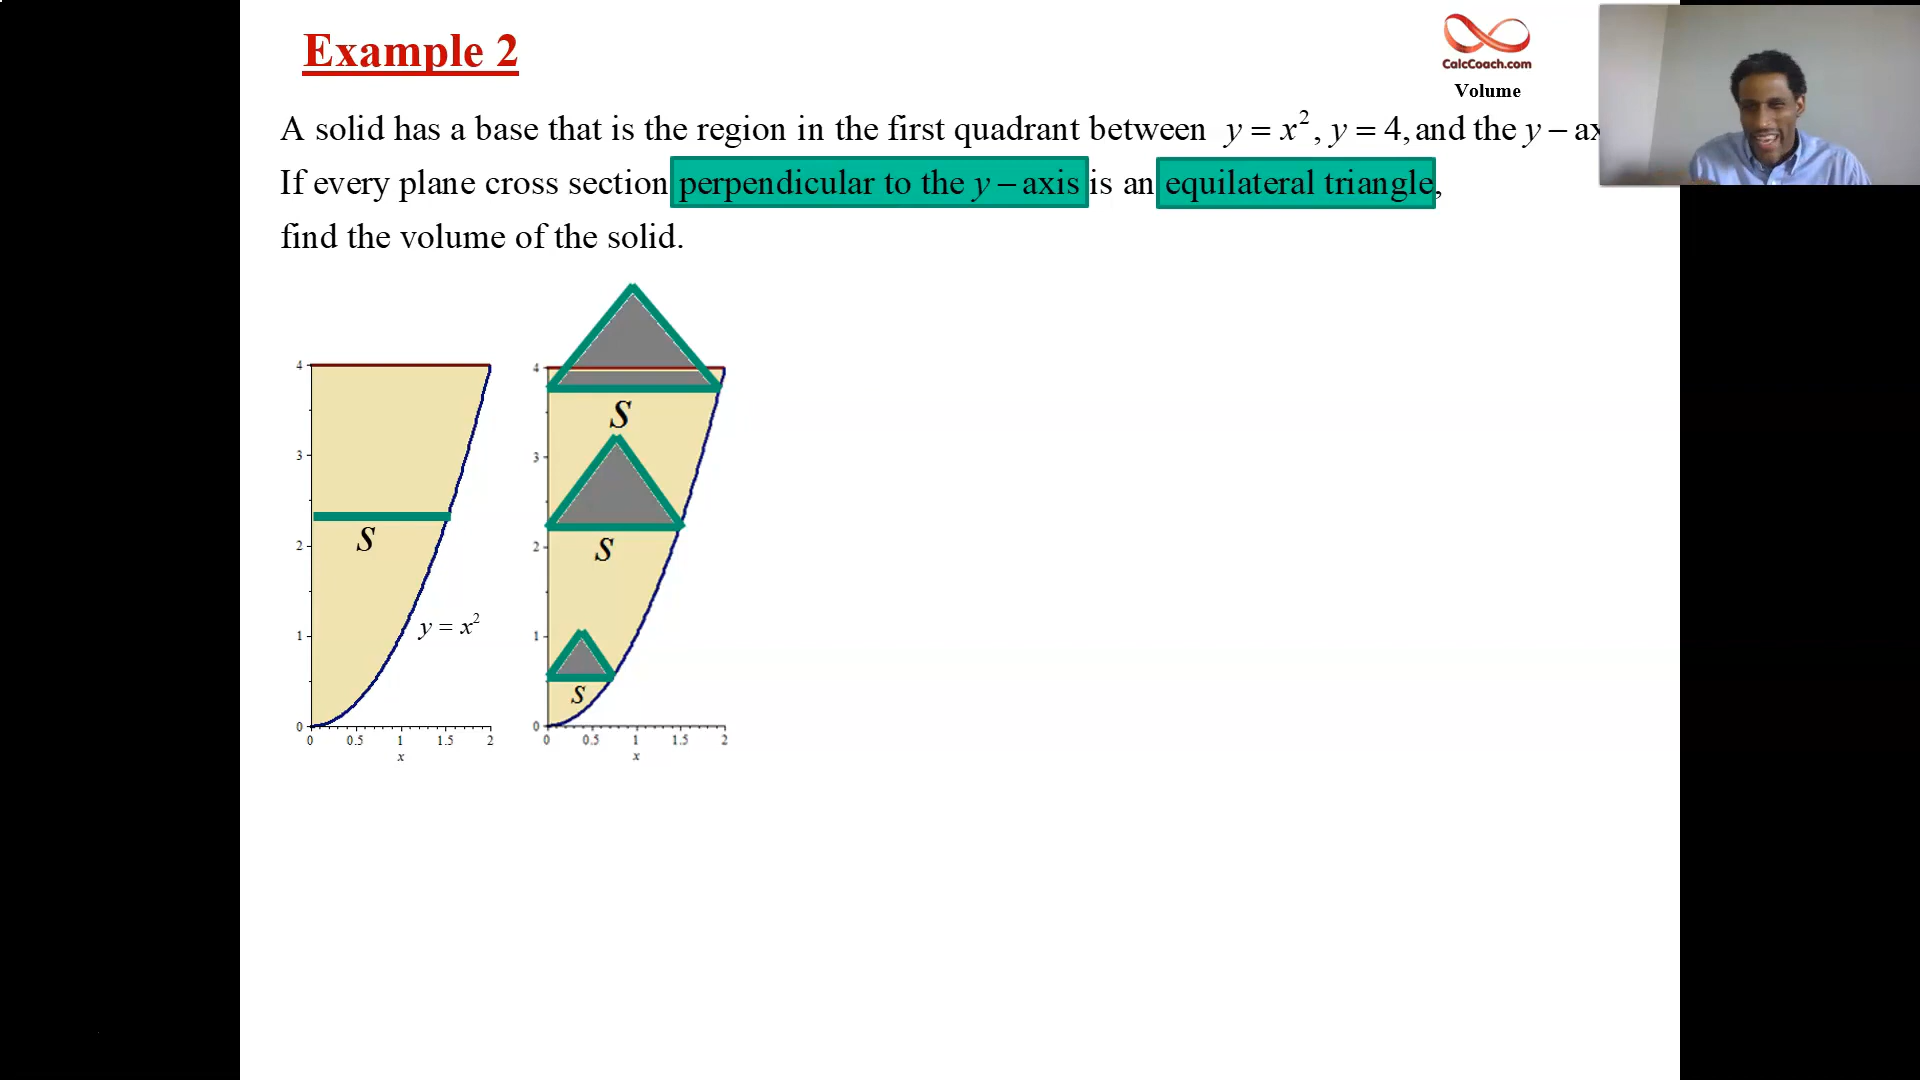 Example 2
CalcCoach.com
Volume
A solid has a base that is the region in the first quadrant between y = x², y = 4, and the y – ax
If every plane cross section perpendicular to the y – axis is an equilateral triangle,
find the volume of the solid.
4
3
2
1
0
S
y = x²
0 0.5 1 1.5 2
x
4
3
2
1
0
S
S
S
0 0.5 1 1.5 2
x